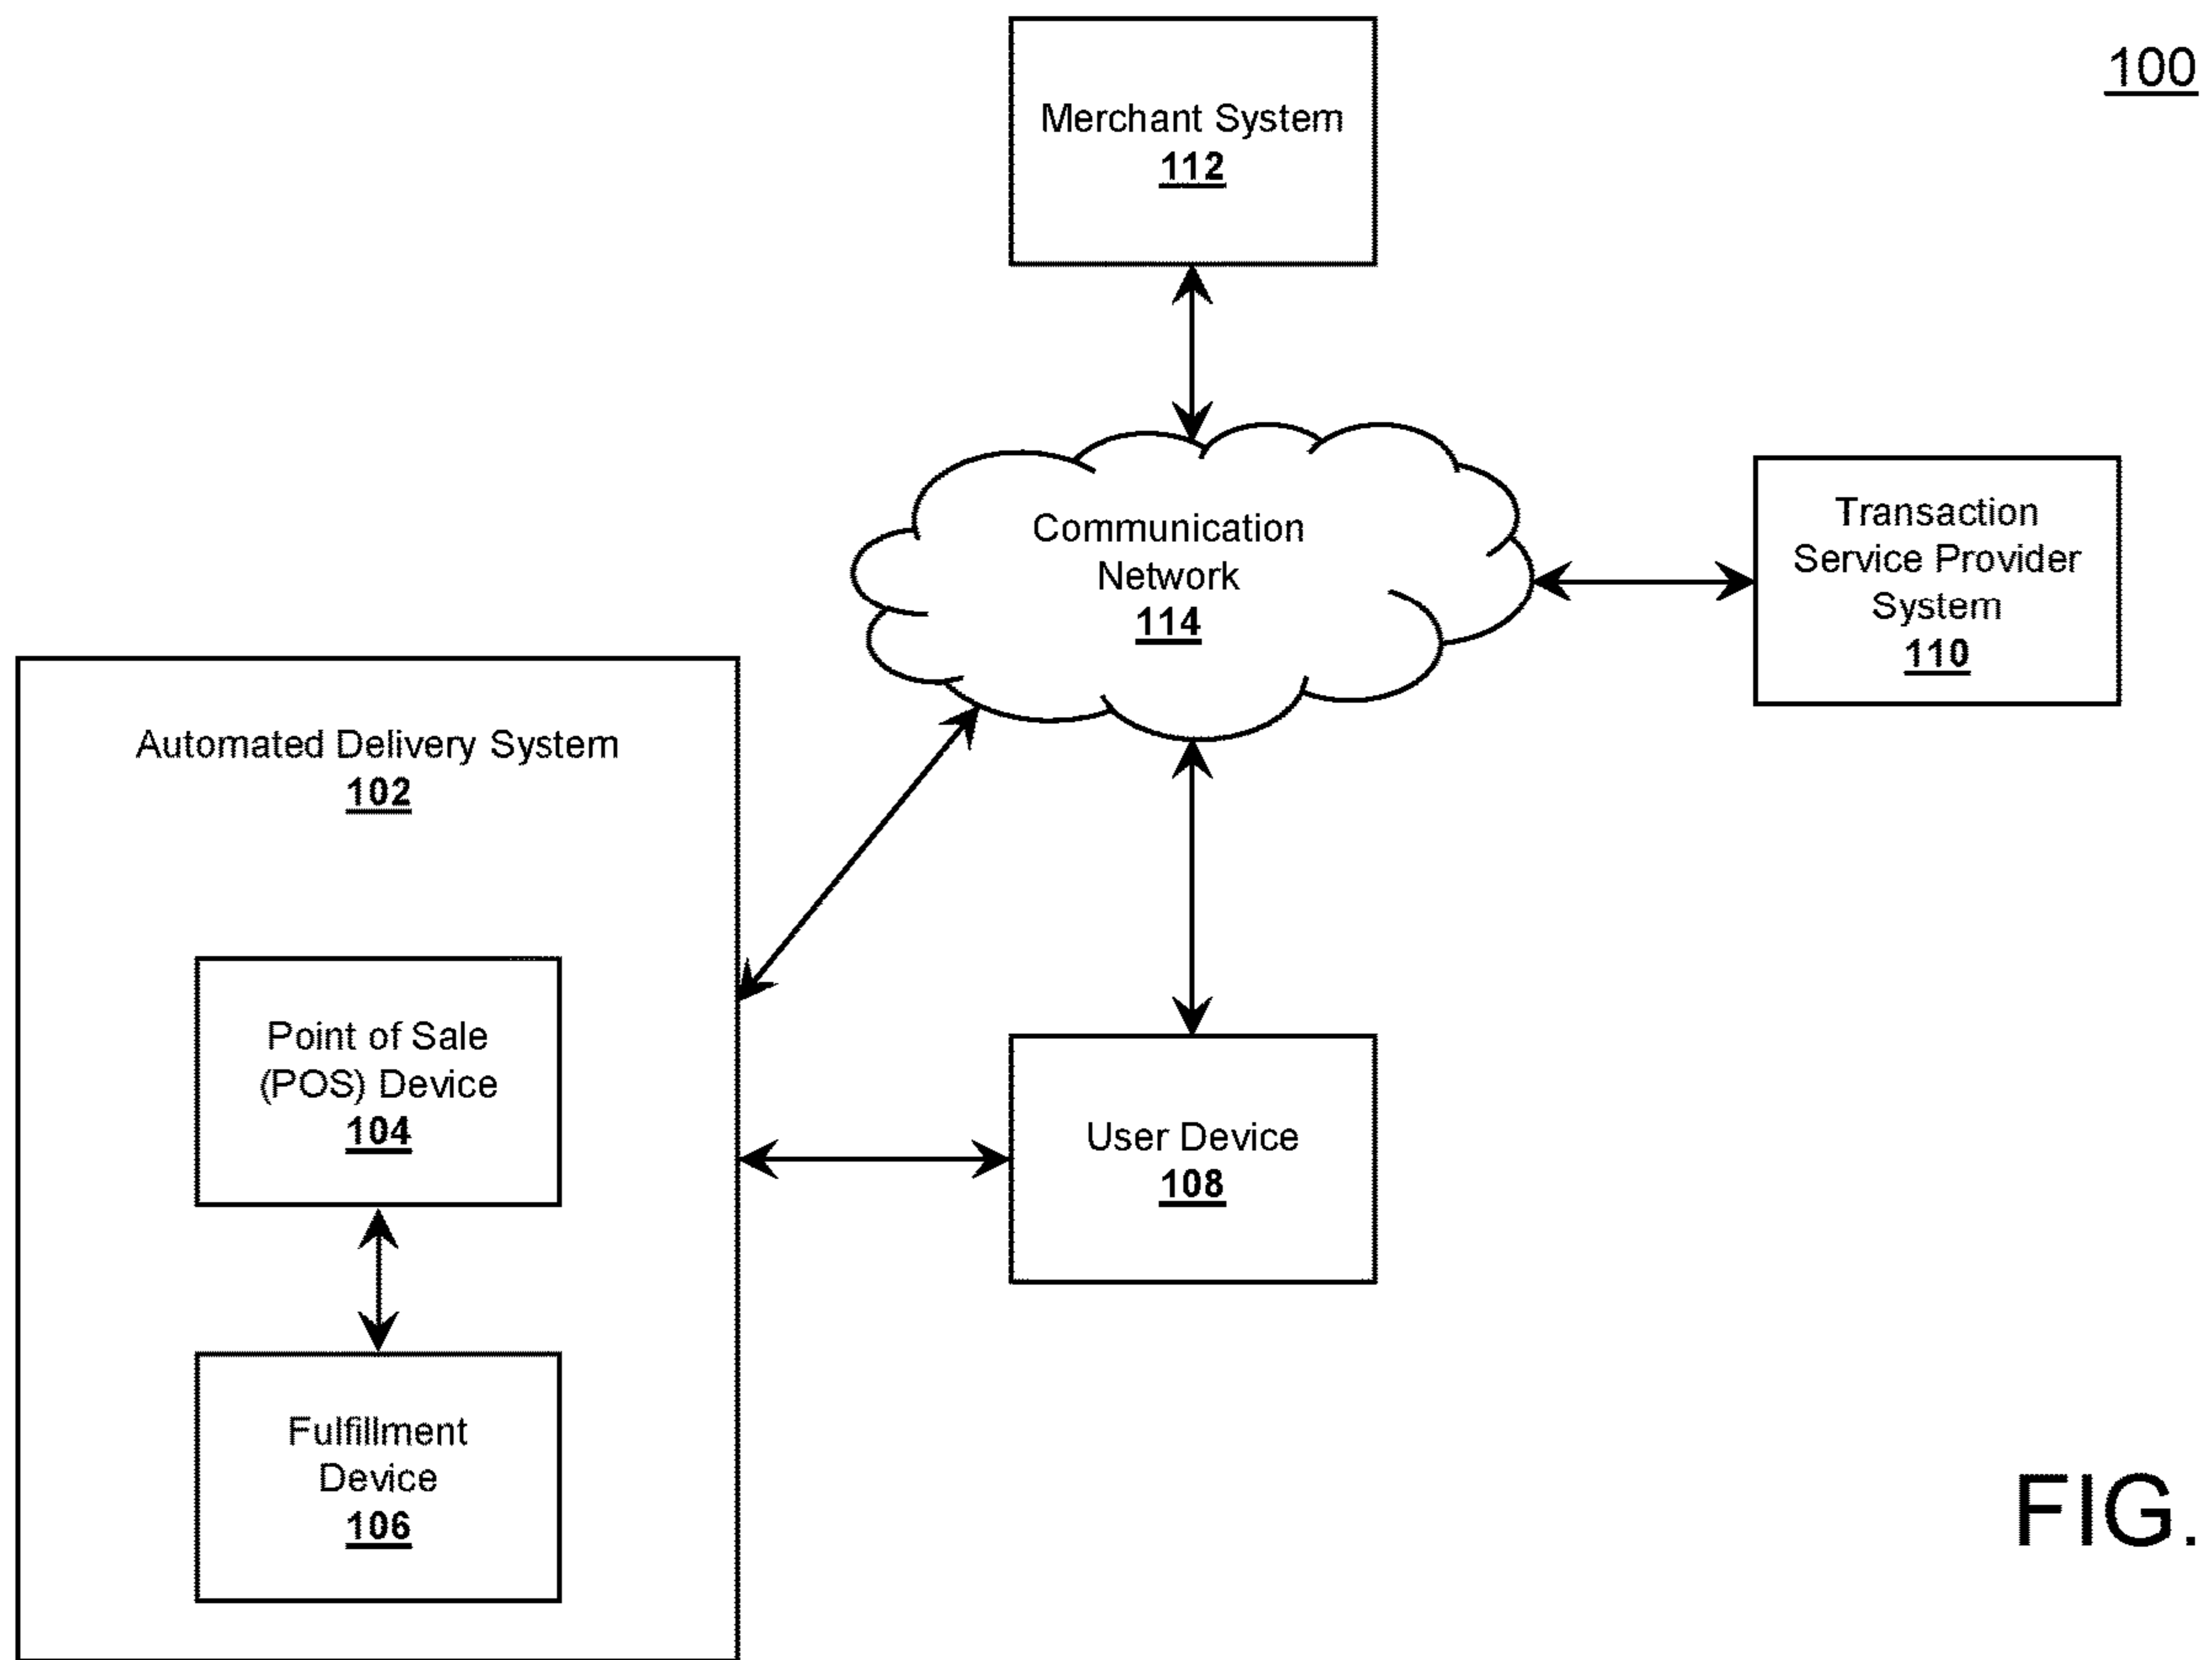 100
Merchant System
112
Communication
Network
114
Transaction
Service Provider
System
110
Automated Delivery System
102
Point of Sale
(POS) Device
104
User Device
108
Fulfillment
Device
106
FIG.